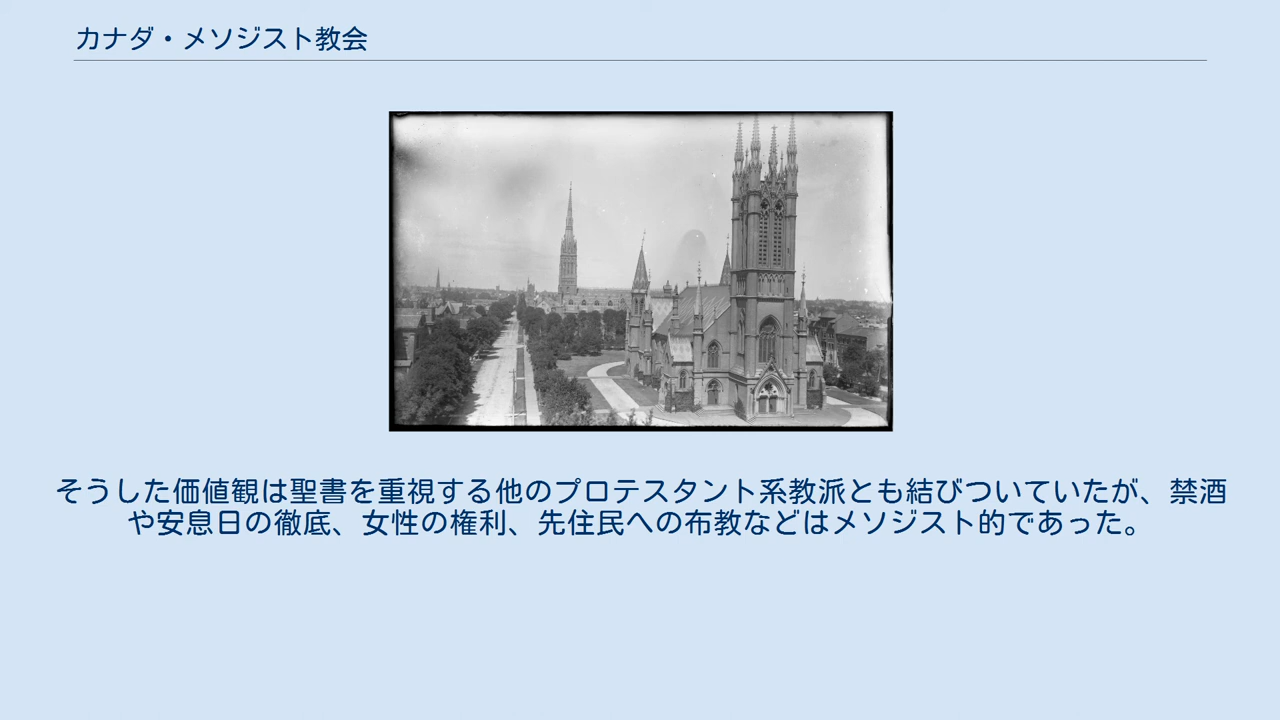 カナダ・メソジスト教会
そうした価値観は聖書を重視する他のプロテスタント系教派とも結びついていたが、禁酒
や安息日の徹底、女性の権利、先住民への布教などはメソジスト的であった。